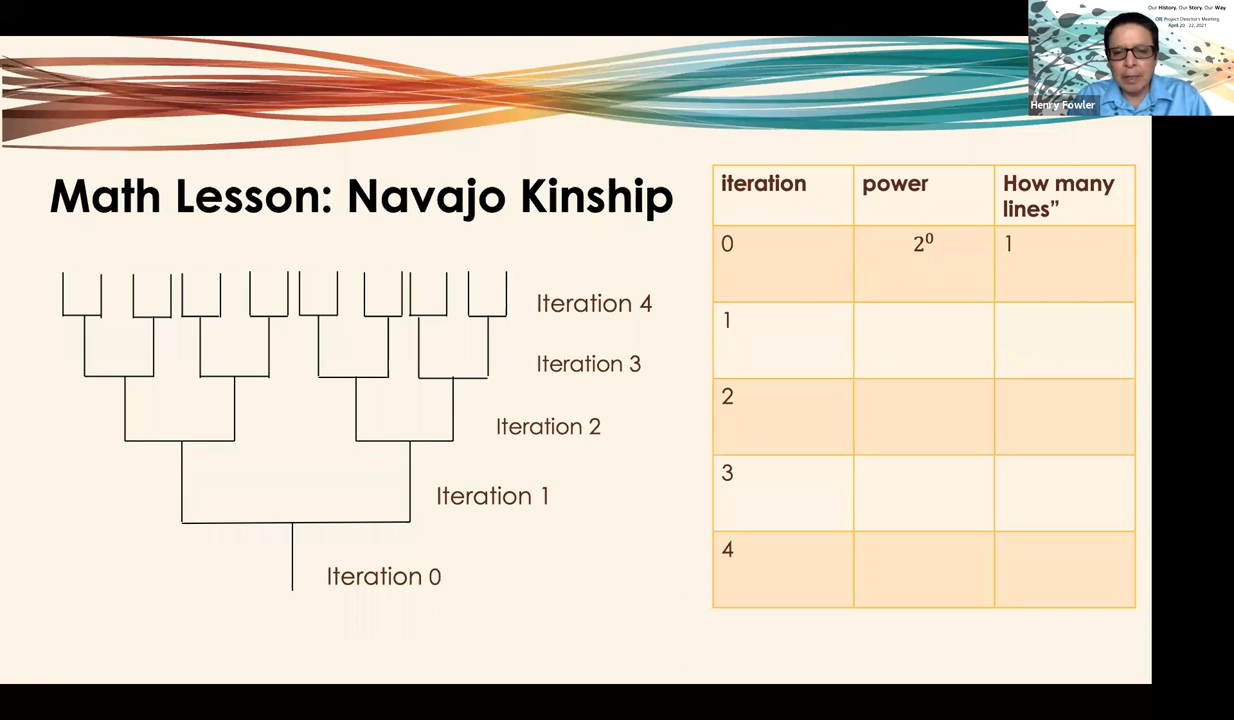 Our History. Our Story. Our Way.
OIE Project Director's Meeting
April 20 - 22, 2021
Henry Fowler
Math Lesson: Navajo Kinship
Iteration 4
Iteration 3
Iteration 2
Iteration 1
Iteration 0
iteration power How many
lines”
0 2⁰ 1
1
2
3
4